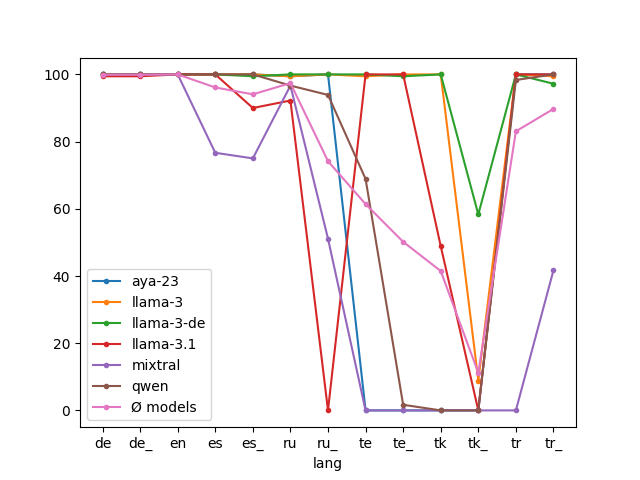 100
80
60
40
20
0
aya-23
llama-3
llama-3-de
llama-3.1
mixtral
qwen
Ø models
de de_ en es es_ ru ru_ te te_ tk tk_ tr tr_
lang